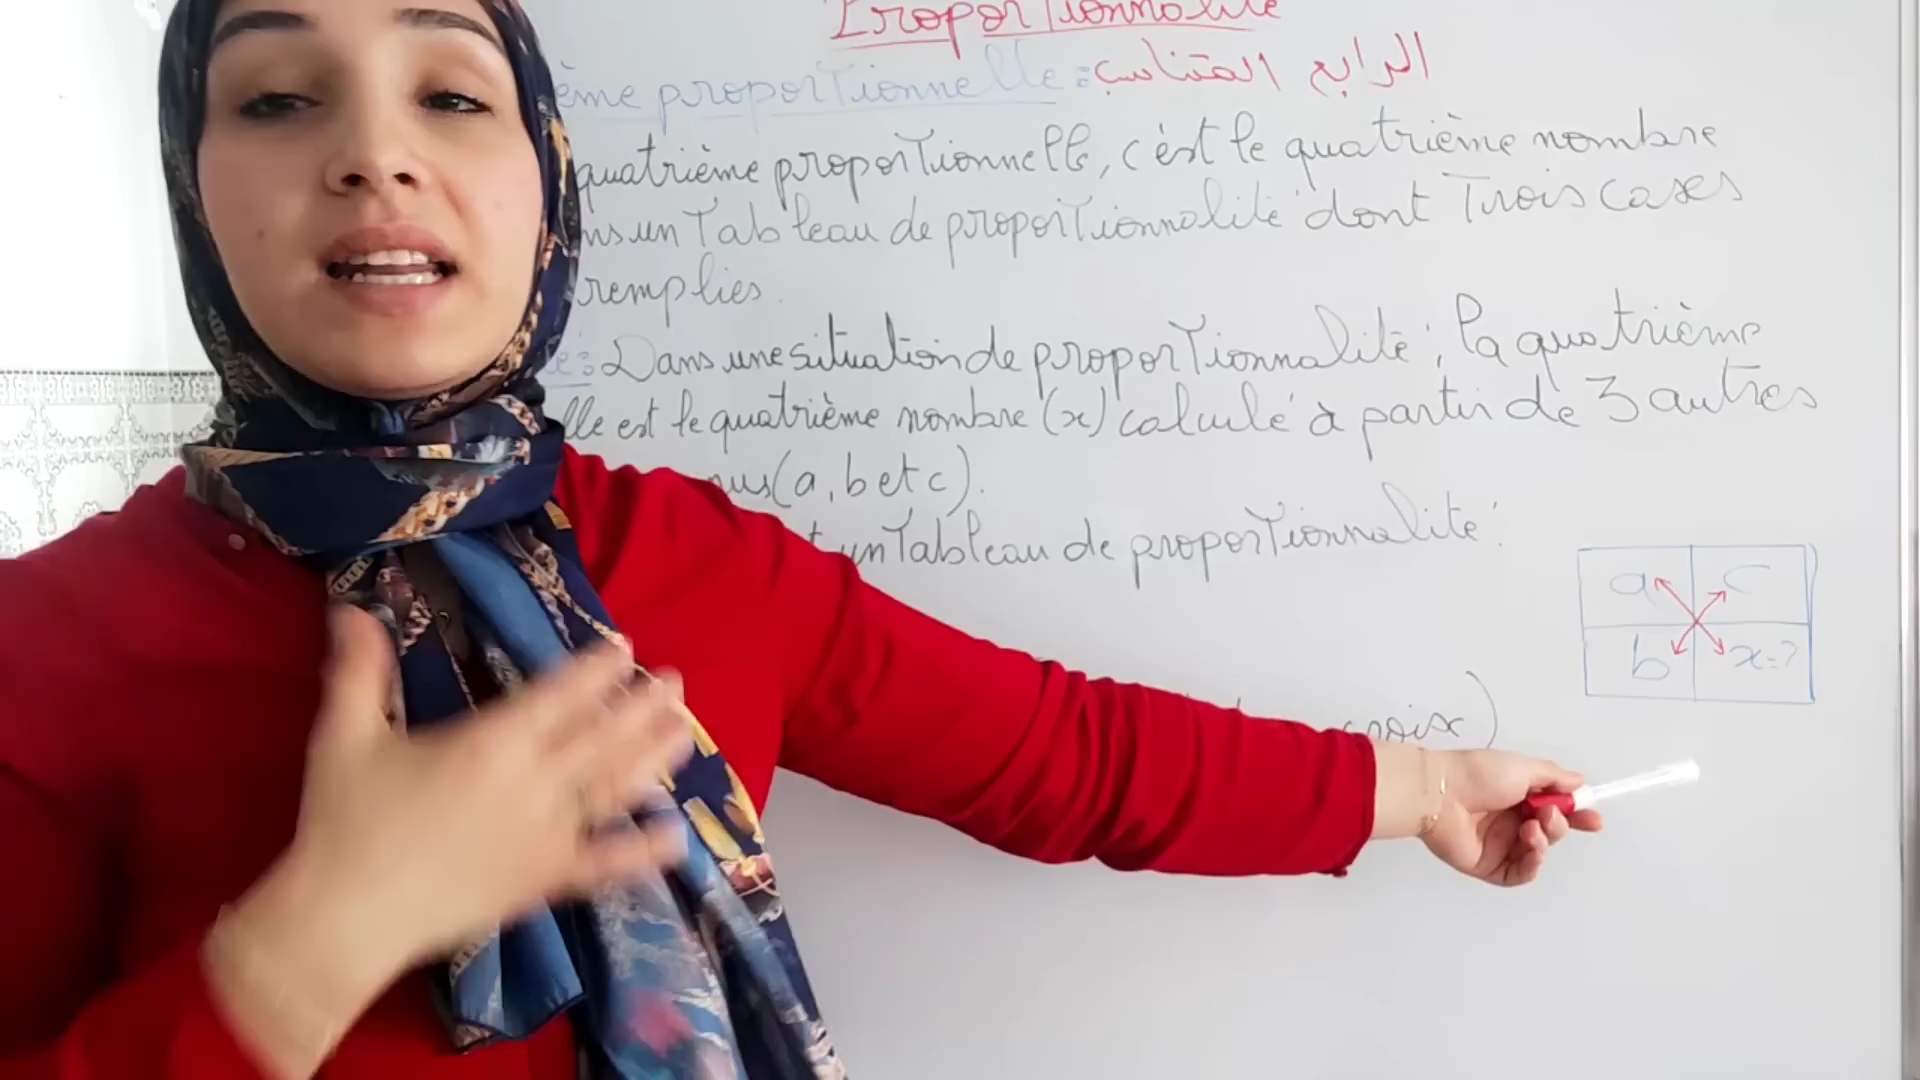 Proportionnalité
ème proportionnelle : الرابع المتناسب
quatrième proportionnelle, c'est le quatrième nombre
ns un Tableau de proportionnalité dont Trois cases
remplies.
é : Dans une situation de proportionnalité, la quatrième
lle est le quatrième nombre (x) calculé à partir de 3 autres
nus (a, b et c).
t un Tableau de proportionnalité :
a c
b x=?
croix)